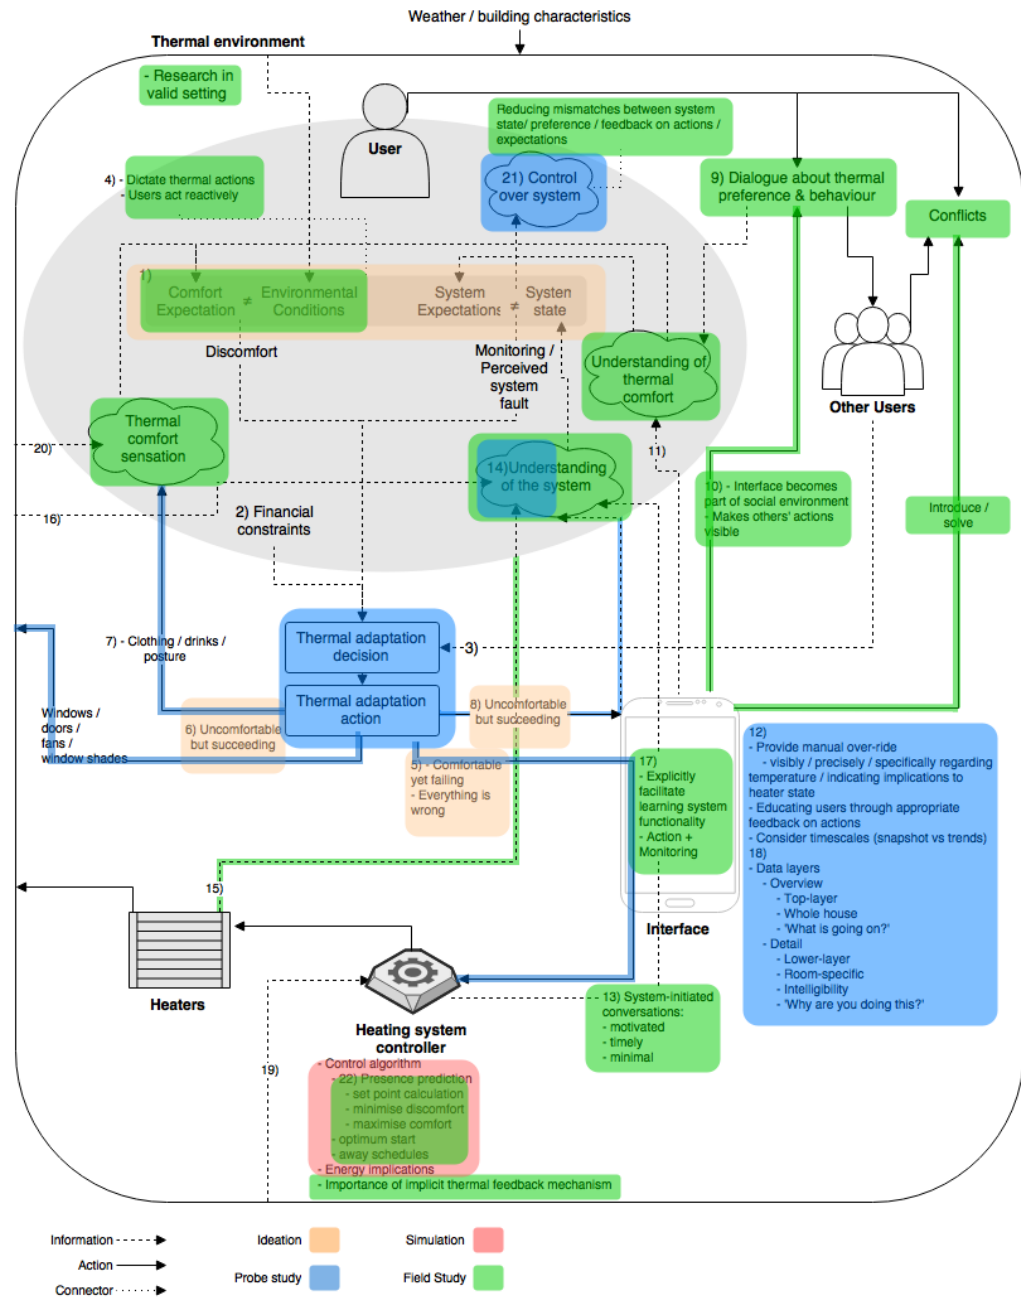 Weather / building characteristics
Thermal environment
- Research in
valid setting
User
Reducing mismatches between system
state/ preference / feedback on actions /
expectations
4) - Dictate thermal actions
- Users act reactively
21) Control
over system
9) Dialogue about thermal
preference & behaviour
Conflicts
1)
Comfort
Expectation
≠
Environmental
Conditions
System
Expectations
≠
Systen
state
Discomfort
Monitoring /
Perceived
system
fault
Understanding of
thermal
comfort
Other Users
Thermal
comfort
sensation
20)
11)
14)Understanding
of the system
10) - Interface becomes
part of social environment
- Makes others' actions
visible
Introduce /
solve
16)
2) Financial
constraints
7) - Clothing / drinks /
posture
Thermal adaptation
decision
3)
Thermal adaptation
action
8) Uncomfortable
but succeeding
6) Uncomfortable
but succeeding
Windows /
doors /
fans /
window shades
5) - Comfortable
yet failing
- Everything is
wrong
17)
- Explicitly
facilitate
learning system
functionality
- Action +
Monitoring
12)
- Provide manual over-ride
- visibly / precisely / specifically regarding
temperature / indicating implications to
heater state
- Educating users through appropriate
feedback on actions
- Consider timescales (snapshot vs trends)
18)
- Data layers
- Overview
- Top-layer
- Whole house
- 'What is going on?'
- Detail
- Lower-layer
- Room-specific
- Intelligibility
- 'Why are you doing this?'
15)
Interface
Heaters
Heating system
controller
13) System-initiated
conversations:
- motivated
- timely
- minimal
19)
- Control algorithm
- 22) Presence prediction
- set point calculation
- minimise discomfort
- maximise comfort
- optimum start
- away schedules
- Energy implications
- Importance of implicit thermal feedback mechanism
Information
Action
Connector
Ideation
Probe study
Simulation
Field Study